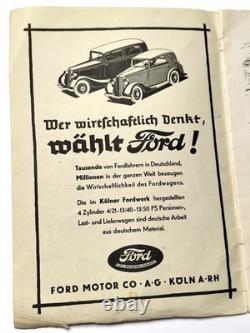 Wer wirtschaftlich denkt,
wählt Ford!
Tausende von Fordfahrern in Deutschland,
Millionen in der ganzen Welt bezeugen
die Wirtschaftlichkeit des Fordwagens.
Die im Kölner Fordwerk hergestellten
4 Zylinder 4/21-13/40-13/50 PS Personen-,
Last- und Lieferwagen sind deutsche Arbeit
aus deutschem Material.
Ford
FORD MOTOR CO·A·G·KÖLN A·RH